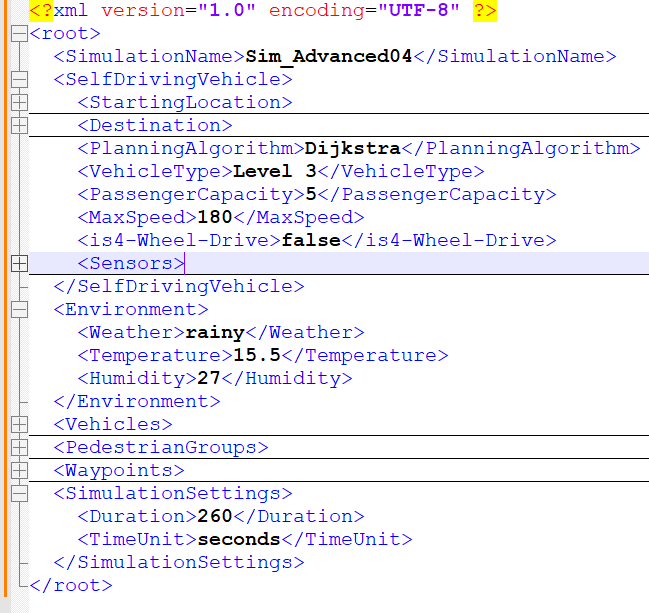 <?xml version="1.0" encoding="UTF-8" ?>
<root>
<SimulationName>Sim_Advanced04</SimulationName>
<SelfDrivingVehicle>
<StartingLocation>
<Destination>
<PlanningAlgorithm>Dijkstra</PlanningAlgorithm>
<VehicleType>Level 3</VehicleType>
<PassengerCapacity>5</PassengerCapacity>
<MaxSpeed>180</MaxSpeed>
<is4-Wheel-Drive>false</is4-Wheel-Drive>
<Sensors>
</SelfDrivingVehicle>
<Environment>
<Weather>rainy</Weather>
<Temperature>15.5</Temperature>
<Humidity>27</Humidity>
</Environment>
<Vehicles>
<PedestrianGroups>
<Waypoints>
<SimulationSettings>
<Duration>260</Duration>
<TimeUnit>seconds</TimeUnit>
</SimulationSettings>
</root>